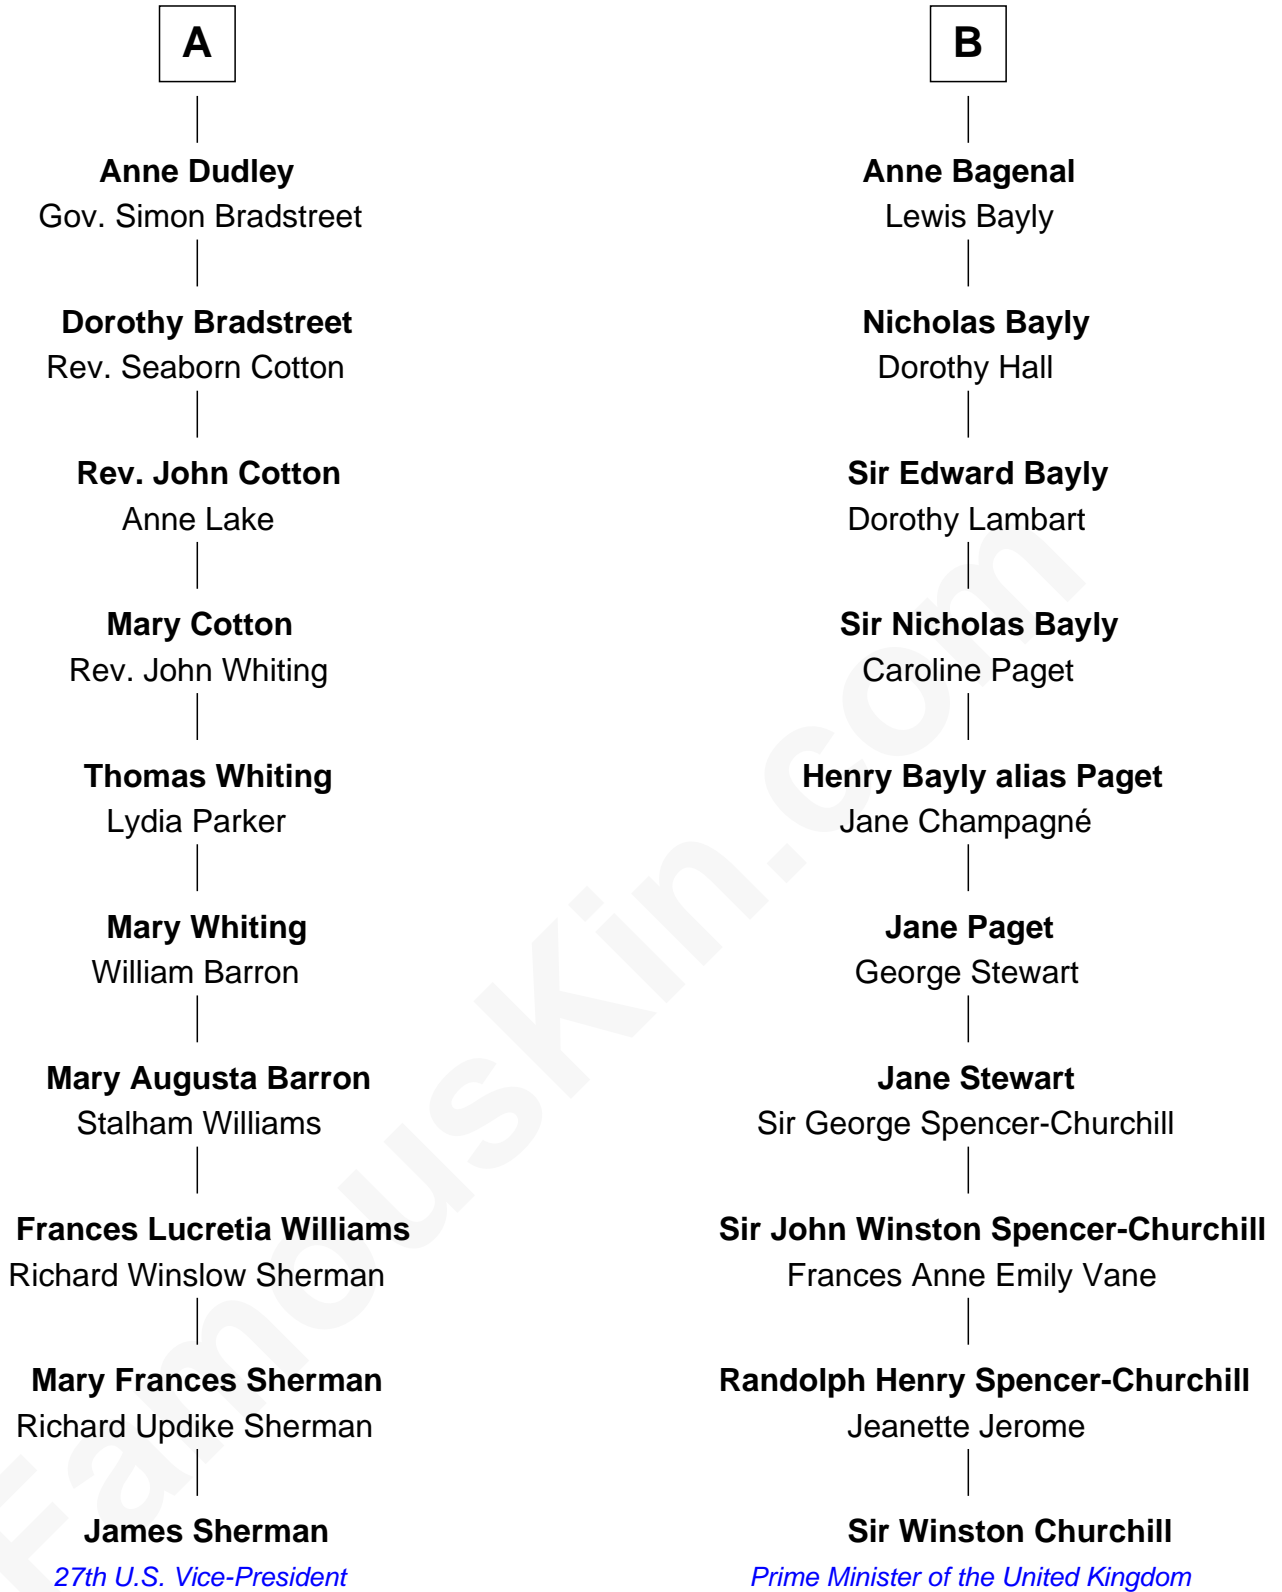 A
Anne Dudley
Gov. Simon Bradstreet
Dorothy Bradstreet
Rev. Seaborn Cotton
Rev. John Cotton
Anne Lake
Mary Cotton
Rev. John Whiting
Thomas Whiting
Lydia Parker
Mary Whiting
William Barron
Mary Augusta Barron
Stalham Williams
Frances Lucretia Williams
Richard Winslow Sherman
Mary Frances Sherman
Richard Updike Sherman
James Sherman
27th U.S. Vice-President
B
Anne Bagenal
Lewis Bayly
Nicholas Bayly
Dorothy Hall
Sir Edward Bayly
Dorothy Lambart
Sir Nicholas Bayly
Caroline Paget
Henry Bayly alias Paget
Jane Champagné
Jane Paget
George Stewart
Jane Stewart
Sir George Spencer-Churchill
Sir John Winston Spencer-Churchill
Frances Anne Emily Vane
Randolph Henry Spencer-Churchill
Jeanette Jerome
Sir Winston Churchill
Prime Minister of the United Kingdom
FamousKin.com